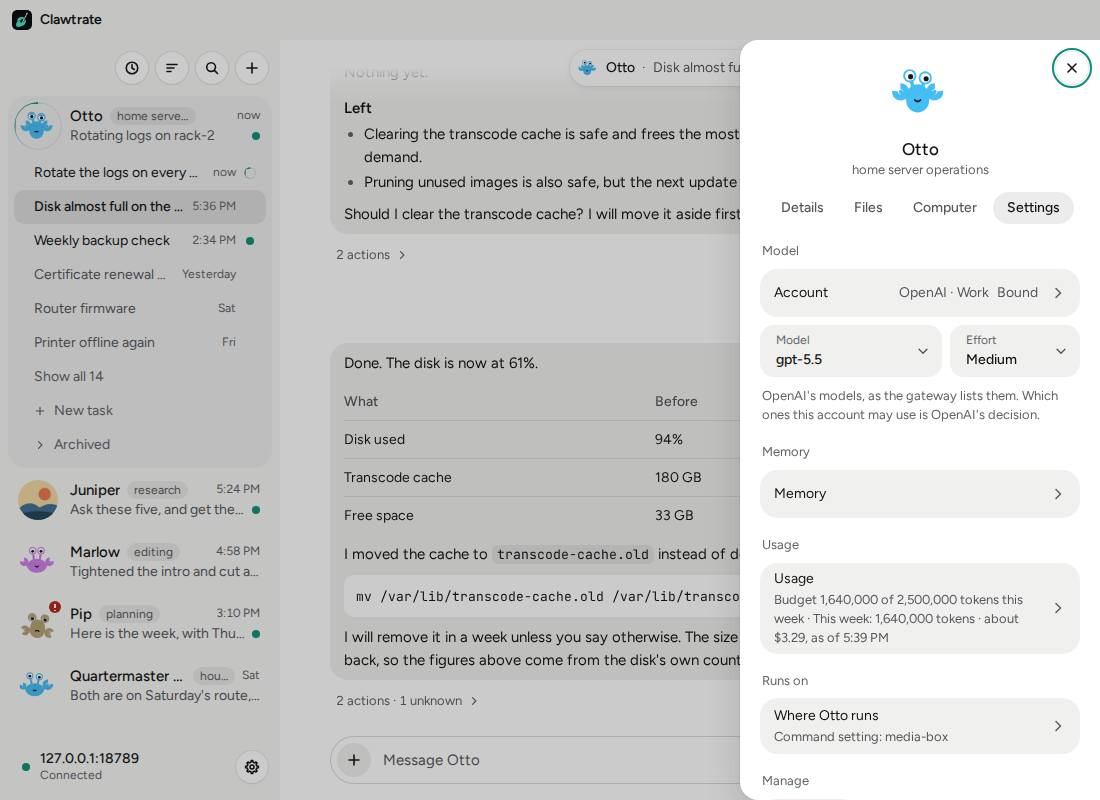 Clawtrate
Otto home serve... now
Rotating logs on rack-2
Rotate the logs on every ... now
Disk almost full on the ... 5:36 PM
Weekly backup check 2:34 PM
Certificate renewal ... Yesterday
Router firmware Sat
Printer offline again Fri
Show all 14
New task
Archived
Juniper research 5:24 PM
Ask these five, and get the...
Marlow editing 4:58 PM
Tightened the intro and cut a...
Pip planning 3:10 PM
Here is the week, with Thu...
Quartermaster ... hou... Sat
Both are on Saturday's route,...
127.0.0.1:18789
Connected
Otto · Disk almost fu
Nothing yet.
Left
Clearing the transcode cache is safe and frees the most
demand.
Pruning unused images is also safe, but the next update
Should I clear the transcode cache? I will move it aside first
2 actions
Done. The disk is now at 61%.
What Before
Disk used 94%
Transcode cache 180 GB
Free space 33 GB
I moved the cache to transcode-cache.old instead of d
mv /var/lib/transcode-cache.old /var/lib/transco
I will remove it in a week unless you say otherwise. The size
back, so the figures above come from the disk's own count
2 actions · 1 unknown
Message Otto
Otto
home server operations
Details Files Computer Settings
Model
Account OpenAI · Work Bound
Model
gpt-5.5
Effort
Medium
OpenAI's models, as the gateway lists them. Which
ones this account may use is OpenAI's decision.
Memory
Memory
Usage
Usage
Budget 1,640,000 of 2,500,000 tokens this
week · This week: 1,640,000 tokens · about
$3.29, as of 5:39 PM
Runs on
Where Otto runs
Command setting: media-box
Manage